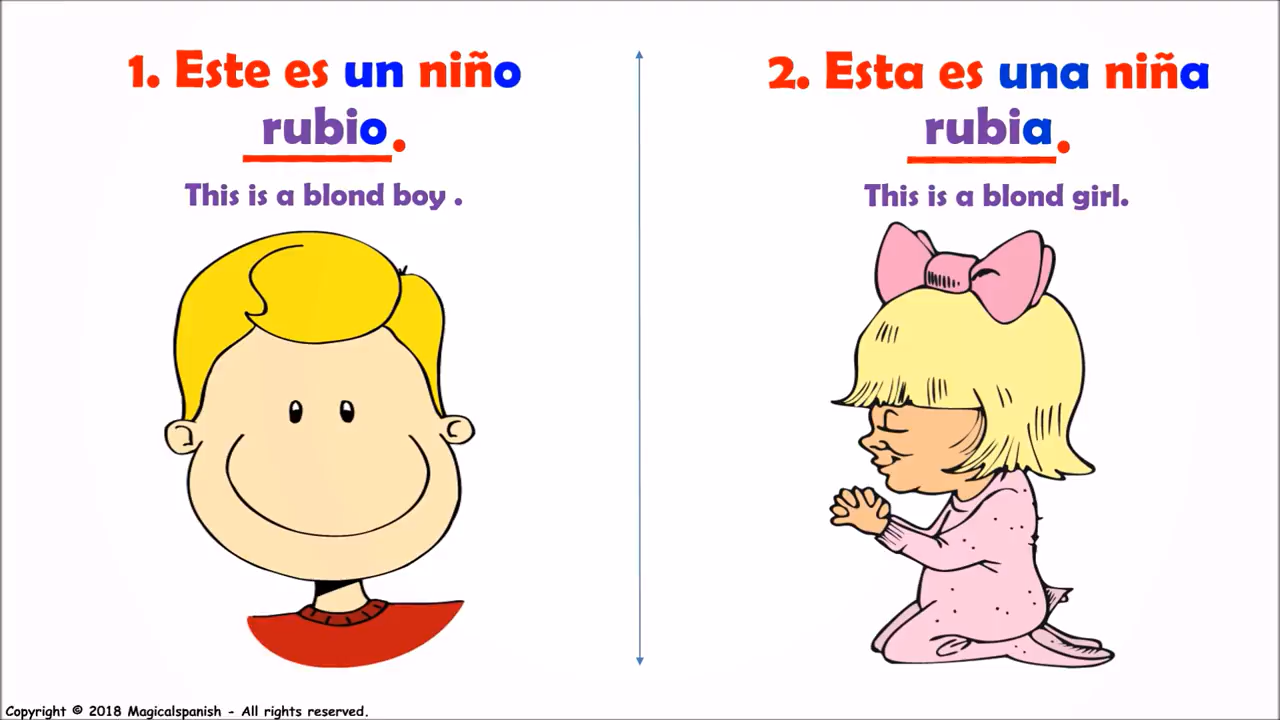 1. Este es un niño
rubio.
This is a blond boy .
2. Esta es una niña
rubia.
This is a blond girl.
Copyright © 2018 Magicalspanish - All rights reserved.